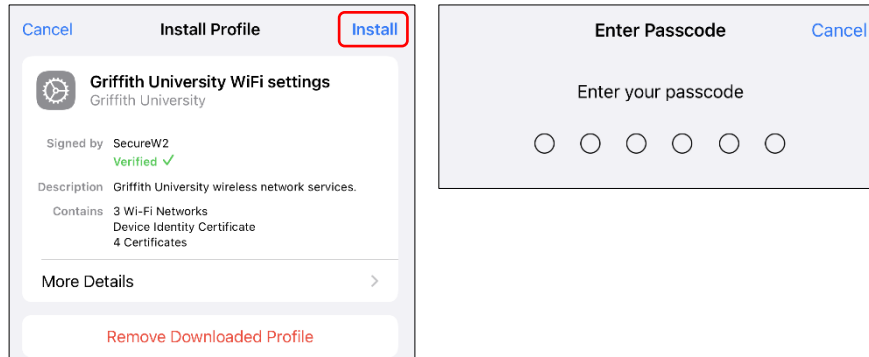 Cancel Install Profile Install
Griffith University WiFi settings
Griffith University
Signed by SecureW2
Verified ✓
Description Griffith University wireless network services.
Contains 3 Wi-Fi Networks
Device Identity Certificate
4 Certificates
More Details
Remove Downloaded Profile
Enter Passcode Cancel
Enter your passcode